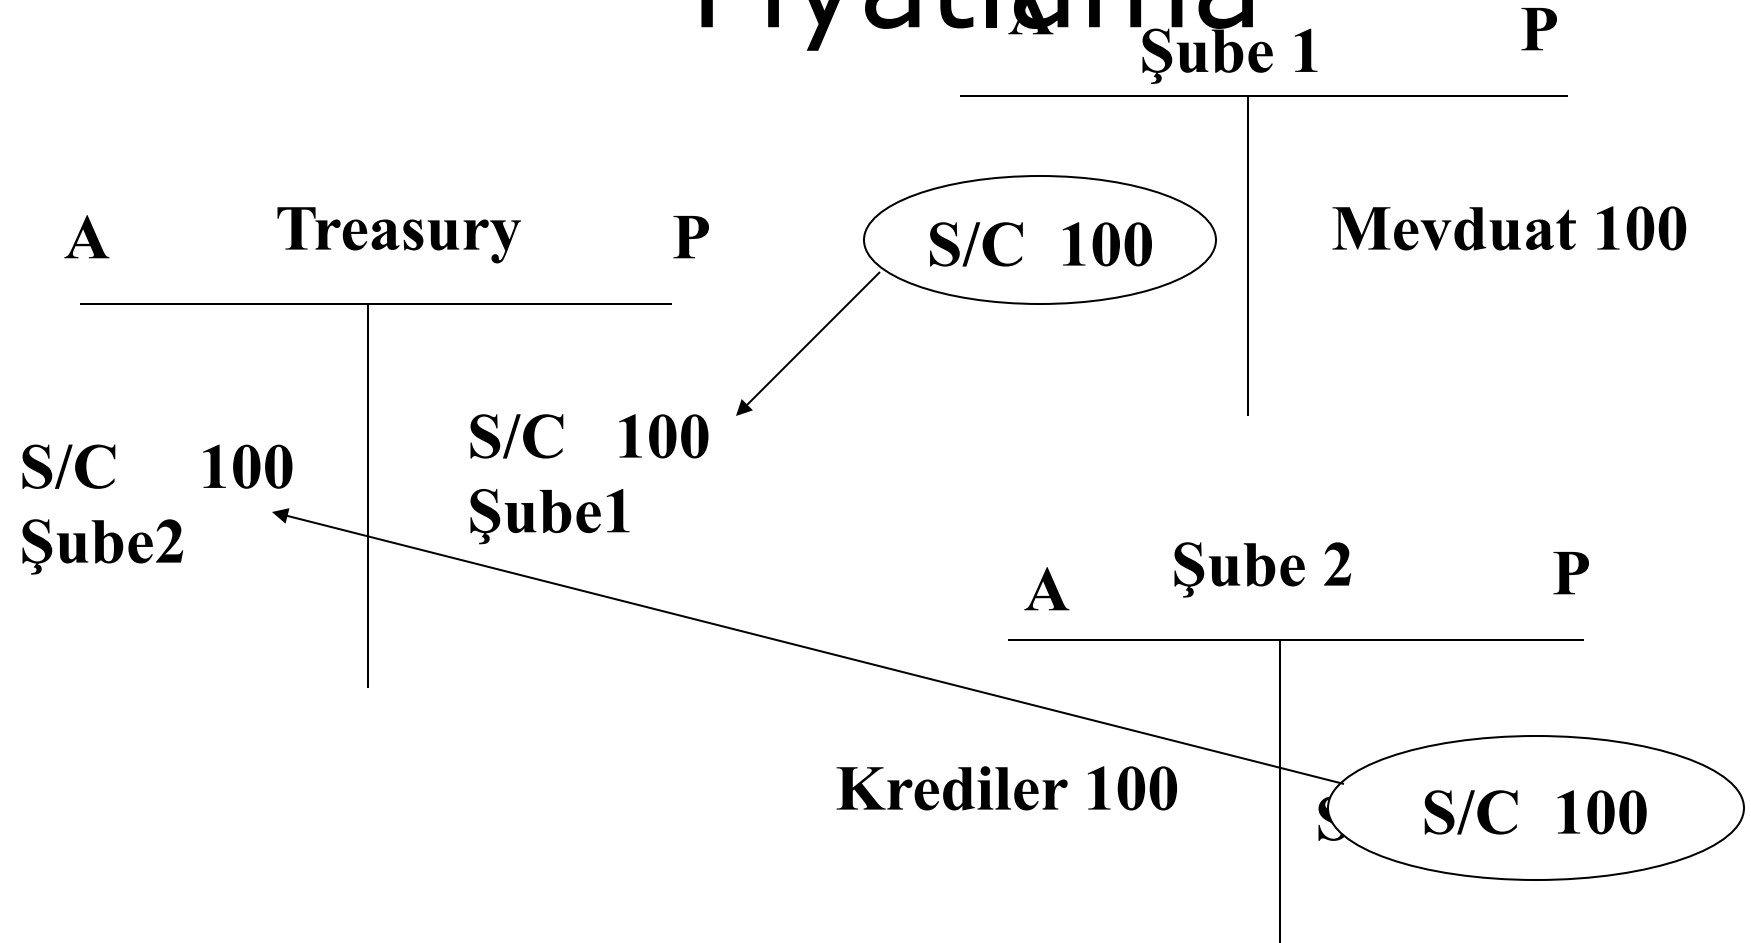 A
P
Şube 1
A
Treasury
P
S/C 100
Mevduat 100
S/C 100
Şube1
S/C 100
Şube2
A
Şube 2
P
Krediler 100
S/C 100